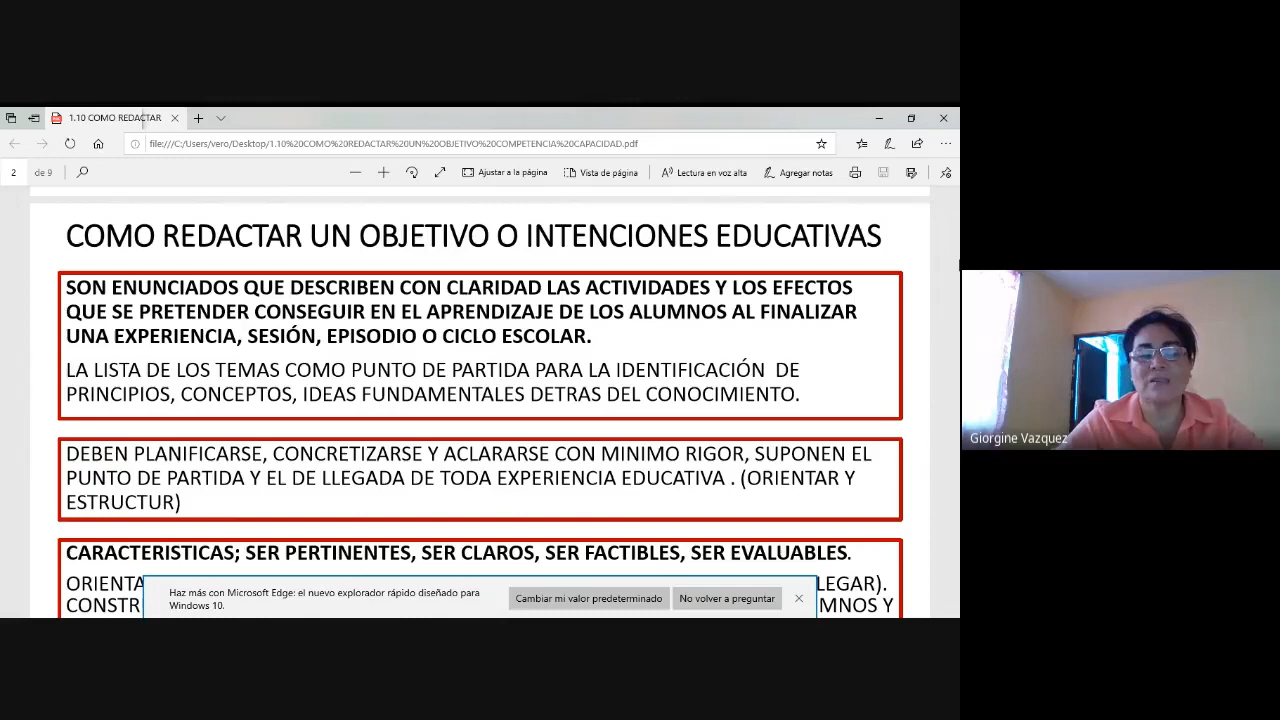 1.10 COMO REDACTAR
file:///C:/Users/vero/Desktop/1.10%20COMO%20REDACTAR%20UN%20OBJETIVO%20COMPETENCIA%20CAPACIDAD.pdf
2 de 9
Ajustar a la página
Vista de página
Lectura en voz alta
Agregar notas
COMO REDACTAR UN OBJETIVO O INTENCIONES EDUCATIVAS
SON ENUNCIADOS QUE DESCRIBEN CON CLARIDAD LAS ACTIVIDADES Y LOS EFECTOS
QUE SE PRETENDER CONSEGUIR EN EL APRENDIZAJE DE LOS ALUMNOS AL FINALIZAR
UNA EXPERIENCIA, SESIÓN, EPISODIO O CICLO ESCOLAR.
LA LISTA DE LOS TEMAS COMO PUNTO DE PARTIDA PARA LA IDENTIFICACIÓN DE
PRINCIPIOS, CONCEPTOS, IDEAS FUNDAMENTALES DETRAS DEL CONOCIMIENTO.
DEBEN PLANIFICARSE, CONCRETIZARSE Y ACLARARSE CON MINIMO RIGOR, SUPONEN EL
PUNTO DE PARTIDA Y EL DE LLEGADA DE TODA EXPERIENCIA EDUCATIVA . (ORIENTAR Y
ESTRUCTUR)
CARACTERISTICAS; SER PERTINENTES, SER CLAROS, SER FACTIBLES, SER EVALUABLES.
ORIENTA LEGAR).
CONSTR MNOS Y
Haz más con Microsoft Edge: el nuevo explorador rápido diseñado para
Windows 10.
Cambiar mi valor predeterminado
No volver a preguntar
Giorgine Vazquez